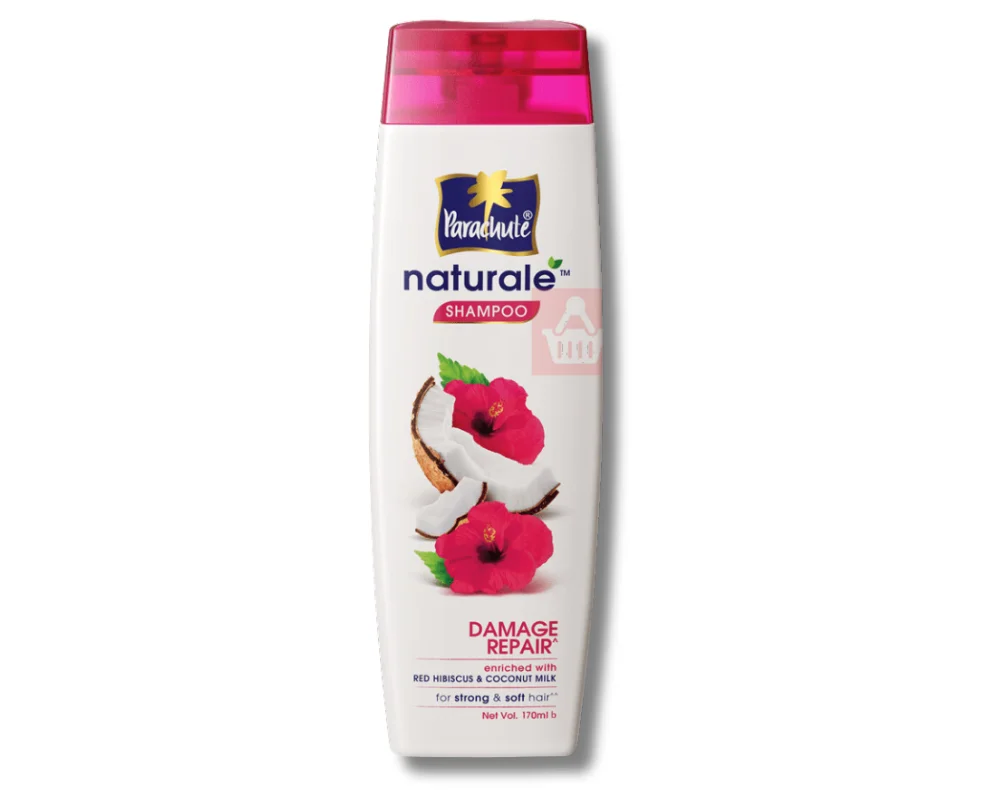 Parachute®
naturale™
SHAMPOO
DAMAGE
REPAIR^
enriched with
RED HIBISCUS & COCONUT MILK
for strong & soft hair^^
Net Vol. 170ml b